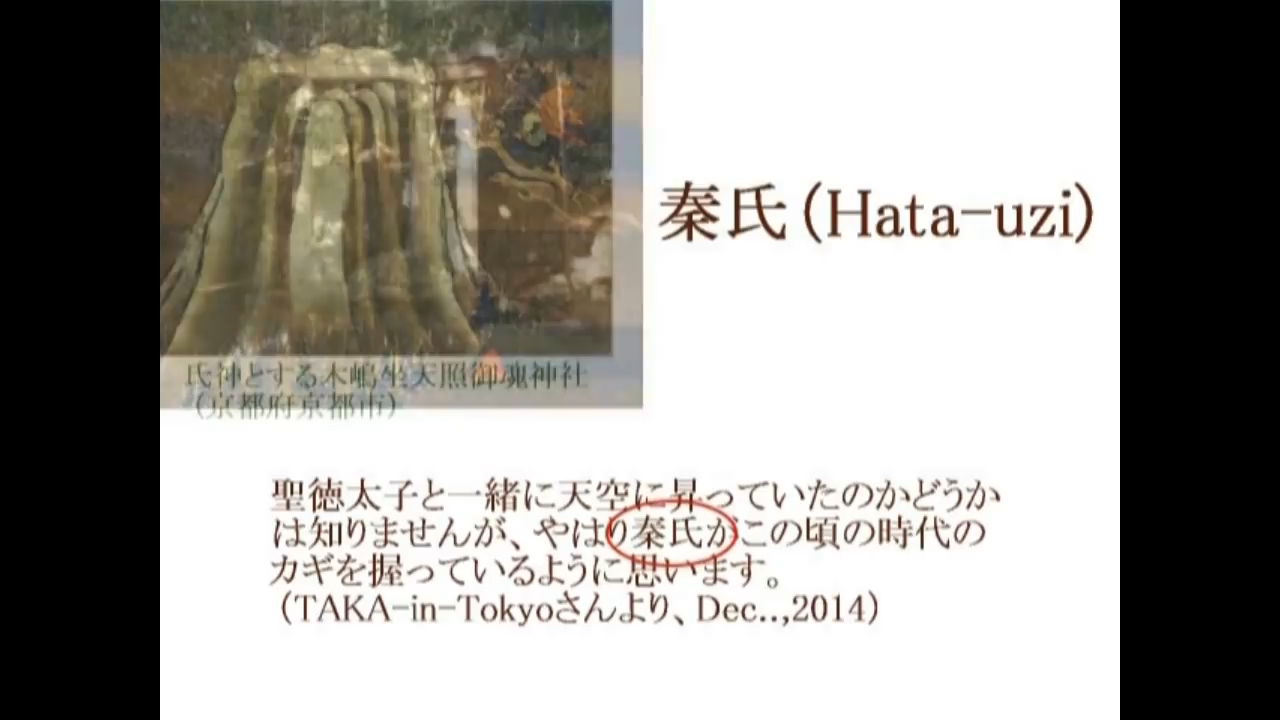 秦氏(Hata-uzi)
氏神とする木嶋坐天照御魂神社
（京都府京都市）
聖徳太子と一緒に天空に昇っていたのかどうか
は知りませんが、やはり秦氏がこの頃の時代の
カギを握っているように思います。
（TAKA-in-Tokyoさんより、Dec..,2014）